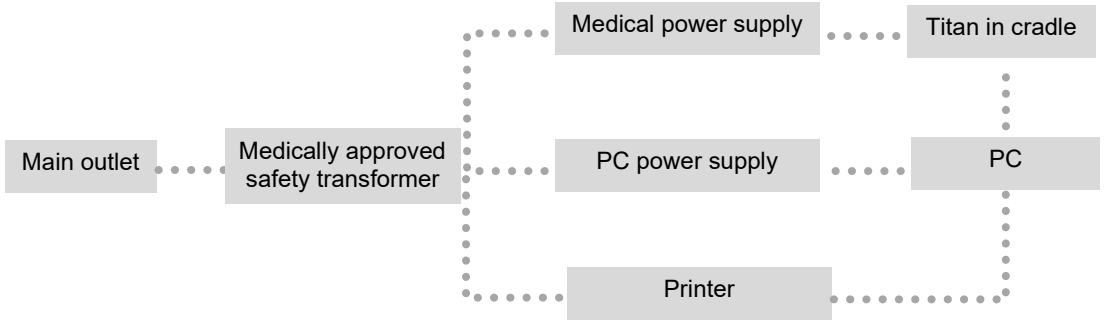 Medical power supply
Titan in cradle
Main outlet
Medically approved
safety transformer
PC power supply
PC
Printer